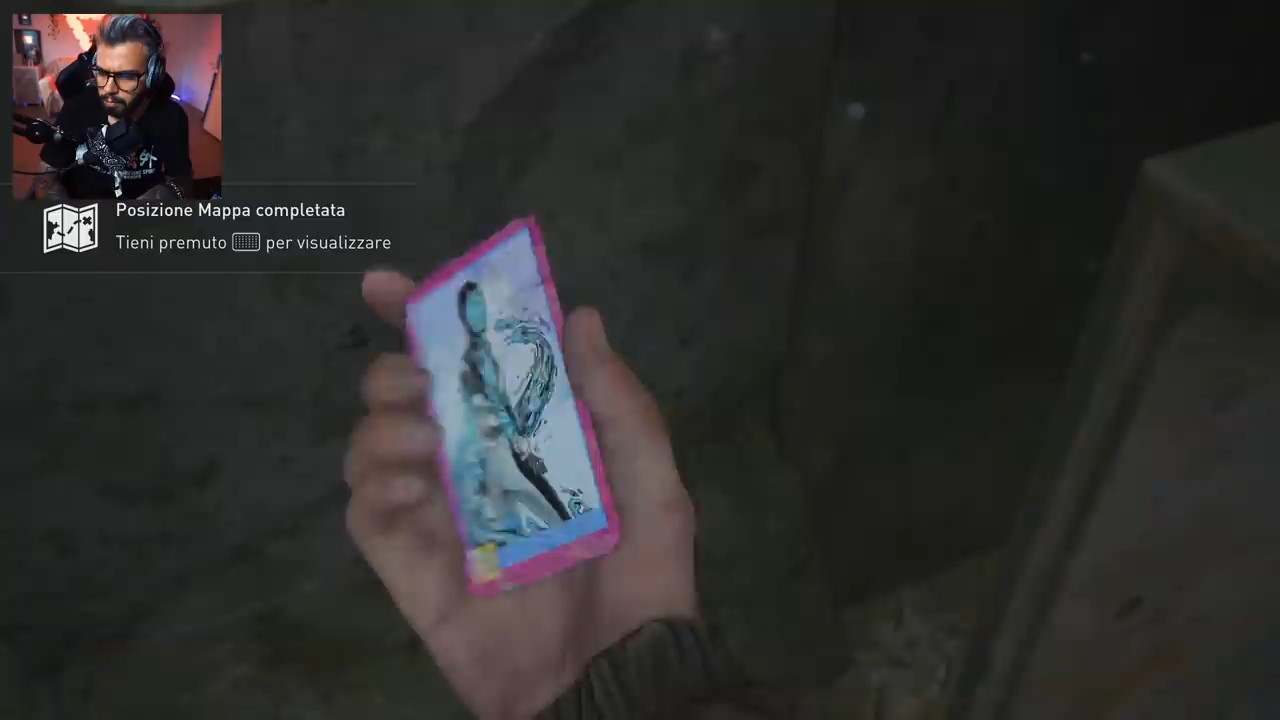 Posizione Mappa completata
Tieni premuto per visualizzare